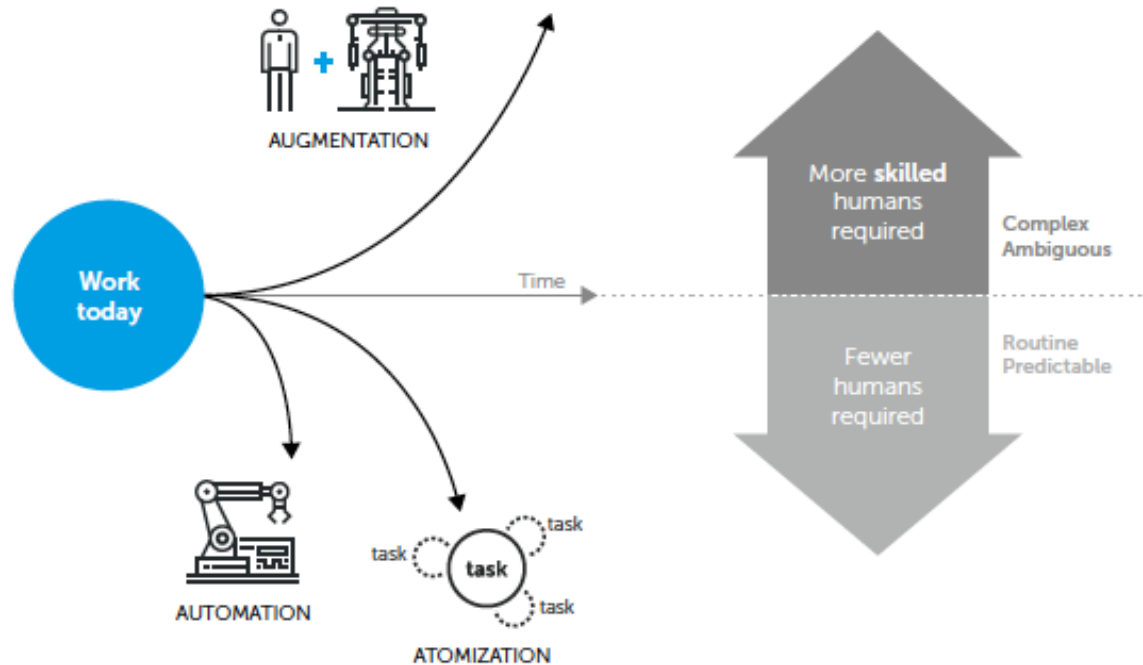 AUGMENTATION
Work
today
Time
More skilled
humans
required
Complex
Ambiguous
Fewer
humans
required
Routine
Predictable
AUTOMATION
task
task
task
task
ATOMIZATION